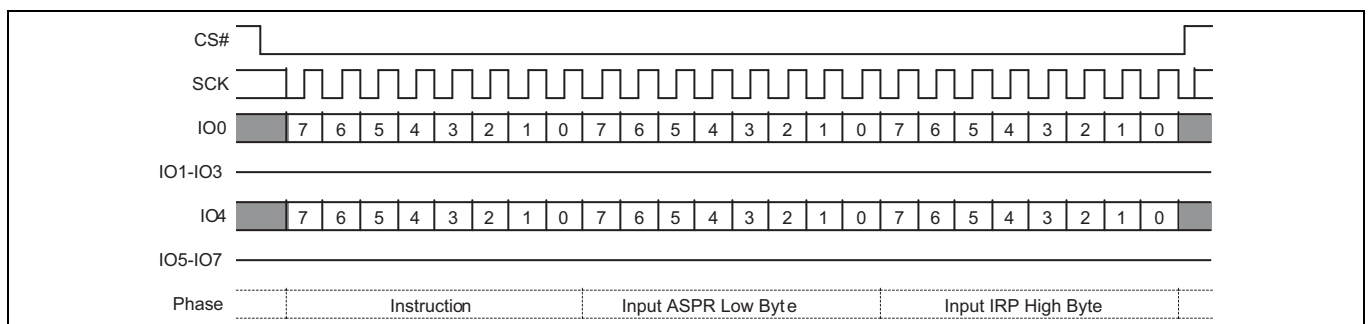 CS#
SCK
IO0 7 6 5 4 3 2 1 0 7 6 5 4 3 2 1 0 7 6 5 4 3 2 1 0
IO1-IO3
IO4 7 6 5 4 3 2 1 0 7 6 5 4 3 2 1 0 7 6 5 4 3 2 1 0
IO5-IO7
Phase Instruction Input ASPR Low Byte Input IRP High Byte